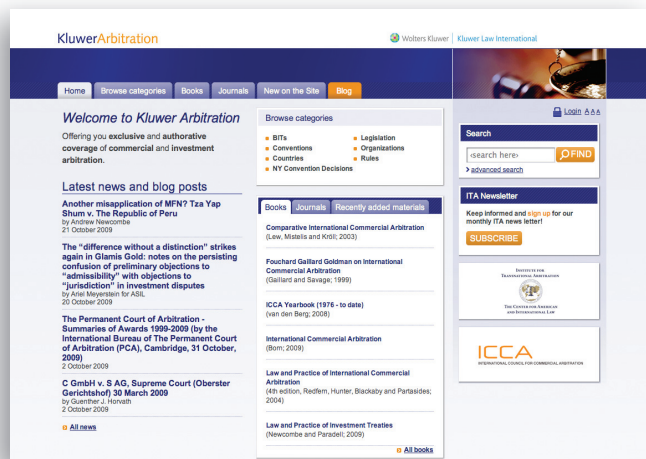 KluwerArbitration
Wolters Kluwer | Kluwer Law International
Home
Browse categories
Books
Journals
New on the Site
Blog
Login A A A
Welcome to Kluwer Arbitration
Offering you exclusive and authorative
coverage of commercial and investment
arbitration.
Latest news and blog posts
Another misapplication of MFN? Tza Yap
Shum v. The Republic of Peru
by Andrew Newcombe
21 October 2009
The "difference without a distinction" strikes
again in Glamis Gold: notes on the persisting
confusion of preliminary objections to
"admissibility" with objections to
"jurisdiction" in investment disputes
by Ariel Meyerstein for ASIL
20 October 2009
The Permanent Court of Arbitration -
Summaries of Awards 1999-2009 (by the
International Bureau of The Permanent Court
of Arbitration (PCA), Cambridge, 31 October,
2009)
2 October 2009
C GmbH v. S AG, Supreme Court (Oberster
Gerichtshof) 30 March 2009
by Guenther J. Horvath
2 October 2009
All news
Browse categories
BITs
Conventions
Countries
NY Convention Decisions
Legislation
Organizations
Rules
Books
Journals
Recently added materials
Comparative International Commercial Arbitration
(Lew, Mistelis and Kröll; 2003)
Fouchard Gaillard Goldman on International
Commercial Arbitration
(Gaillard and Savage; 1999)
ICCA Yearbook (1976 - to date)
(van den Berg; 2008)
International Commercial Arbitration
(Born; 2009)
Law and Practice of International Commercial
Arbitration
(4th edition, Redfern, Hunter, Blackaby and Partasides;
2004)
Law and Practice of Investment Treaties
(Newcombe and Paradell; 2009)
All books
Search
<search here>
FIND
advanced search
ITA Newsletter
Keep informed and sign up for our
monthly ITA news letter!
SUBSCRIBE
INSTITUTE FOR
TRANSNATIONAL ARBITRATION
THE CENTER FOR AMERICAN
AND INTERNATIONAL LAW
ICCA
INTERNATIONAL COUNCIL FOR COMMERCIAL ARBITRATION